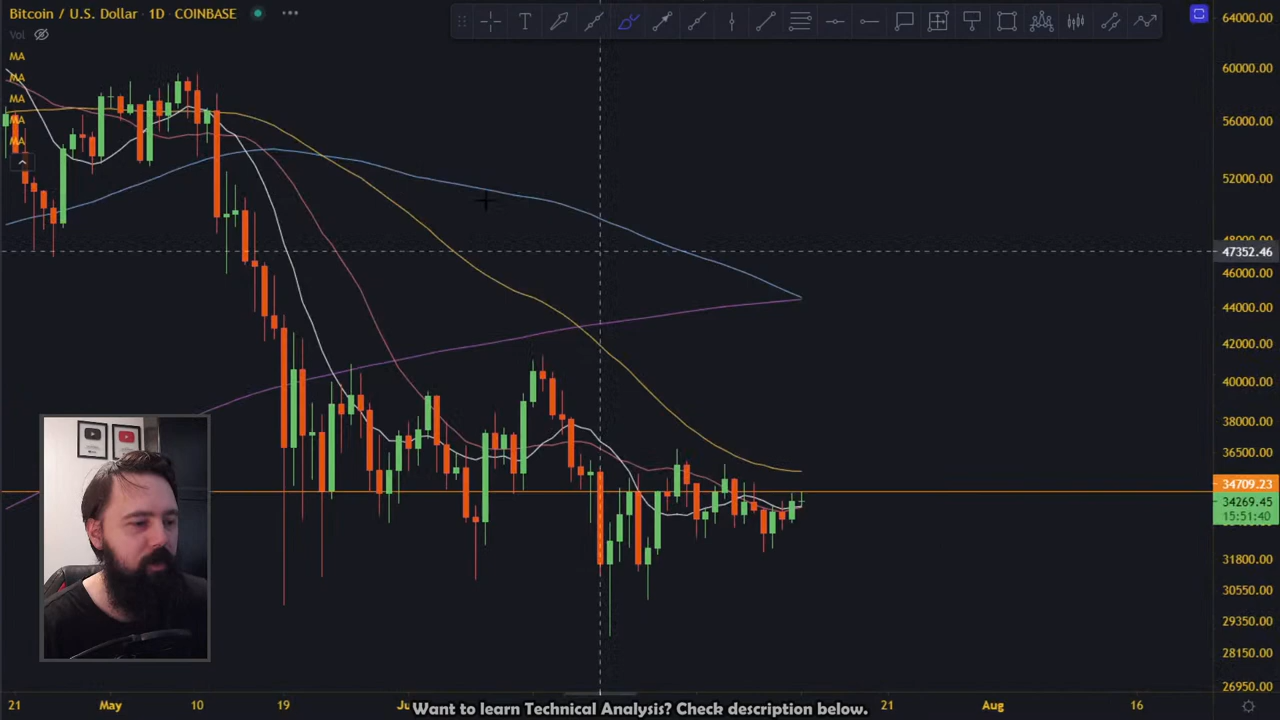 Bitcoin / U.S. Dollar · 1D · COINBASE
Vol
MA
MA
MA
MA
MA
64000.00
60000.00
56000.00
52000.00
47352.46
46000.00
44000.00
42000.00
40000.00
38000.00
36500.00
34709.23
34269.45
15:51:40
31800.00
30550.00
29350.00
28150.00
26950.00
21
May
10
19
21
Aug
16
Want to learn Technical Analysis? Check description below.